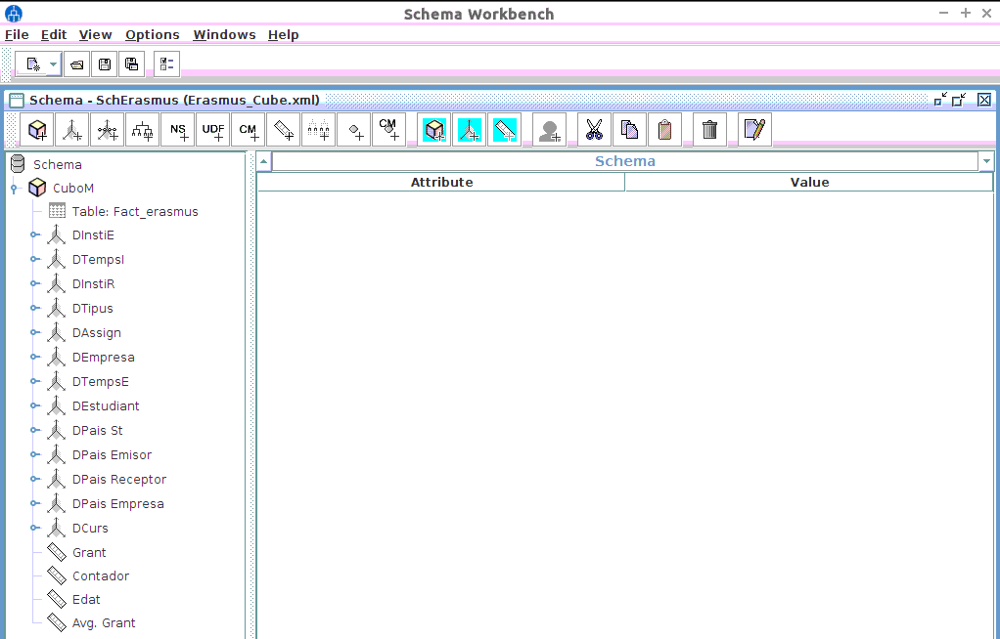 Schema Workbench
File Edit View Options Windows Help
Schema - SchErasmus (Erasmus_Cube.xml)
NS UDF CM CM
Schema
Schema
CuboM
Attribute Value
Table: Fact_erasmus
DInstiE
DTempsI
DInstiR
DTipus
DAssign
DEmpresa
DTempsE
DEstudiant
DPais St
DPais Emisor
DPais Receptor
DPais Empresa
DCurs
Grant
Contador
Edat
Avg. Grant